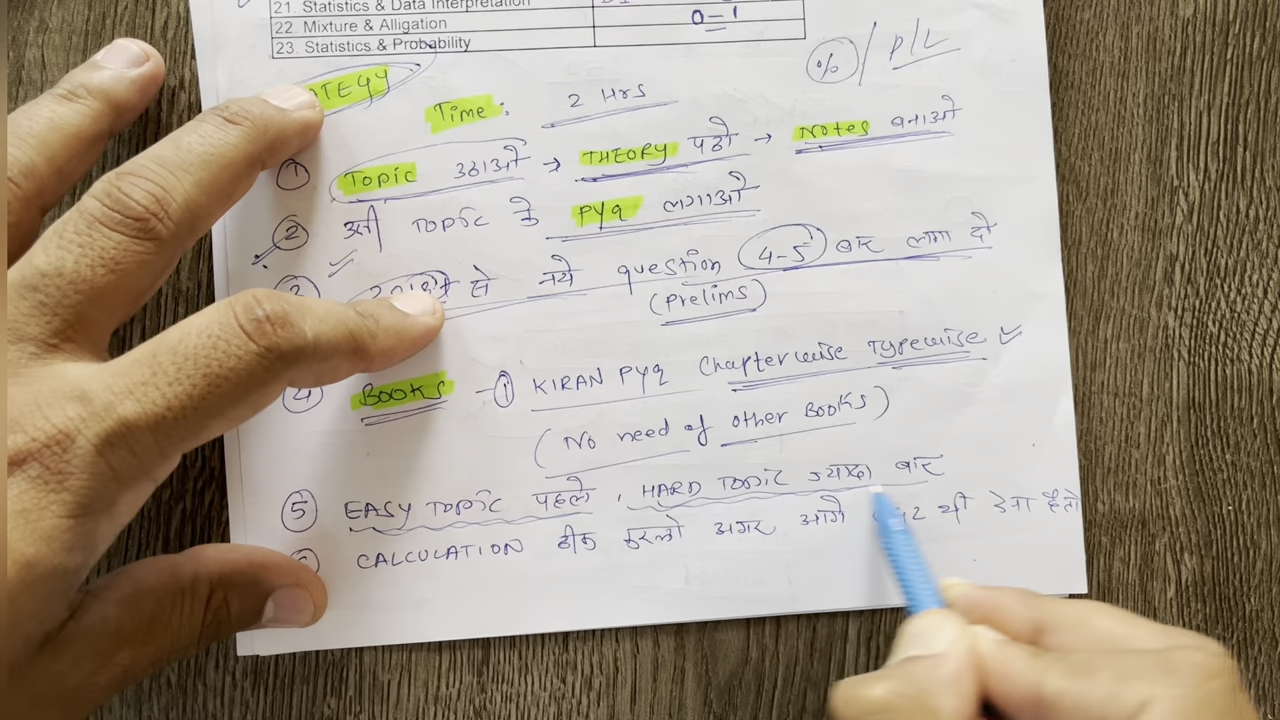 21. Statistics & Data Interpretation
22. Mixture & Alligation 0-1
23. Statistics & Probability
% / P/L
Time: 2 Hrs
① Topic उठाओ → THEORY पढो → Notes बनाओ
② उसी TOPIC के PYQ लगाओ
से नये question 4-5 बार लगा दो
(Prelims)
④ BOOKS - ① KIRAN PYQ Chapterwise Typewise ✓
(No need of other BOOKS)
⑤ EASY TOPIC पहले, HARD TOPIC ज्यादा बार
CALCULATION ठीक करलो अगर आगे भी देना है तो